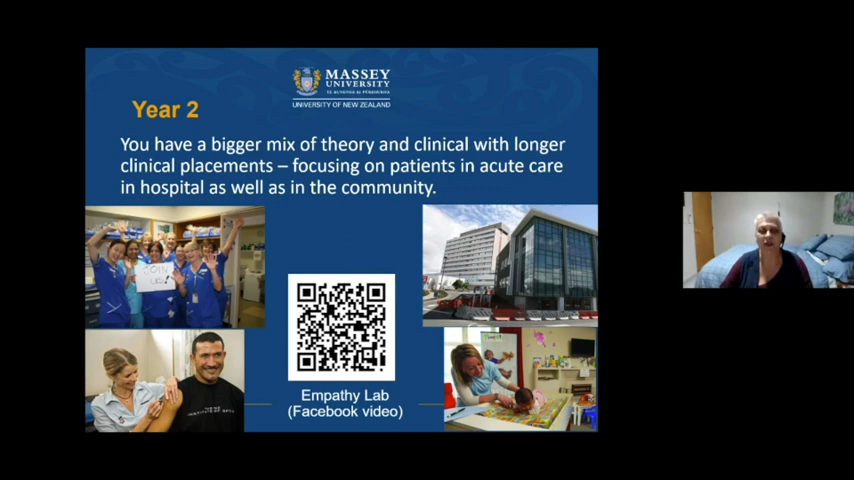 MASSEY
UNIVERSITY
TE KUNENGA KI PŪREHUROA
UNIVERSITY OF NEW ZEALAND
Year 2
You have a bigger mix of theory and clinical with longer
clinical placements – focusing on patients in acute care
in hospital as well as in the community.
JOIN
US!
Empathy Lab
(Facebook video)